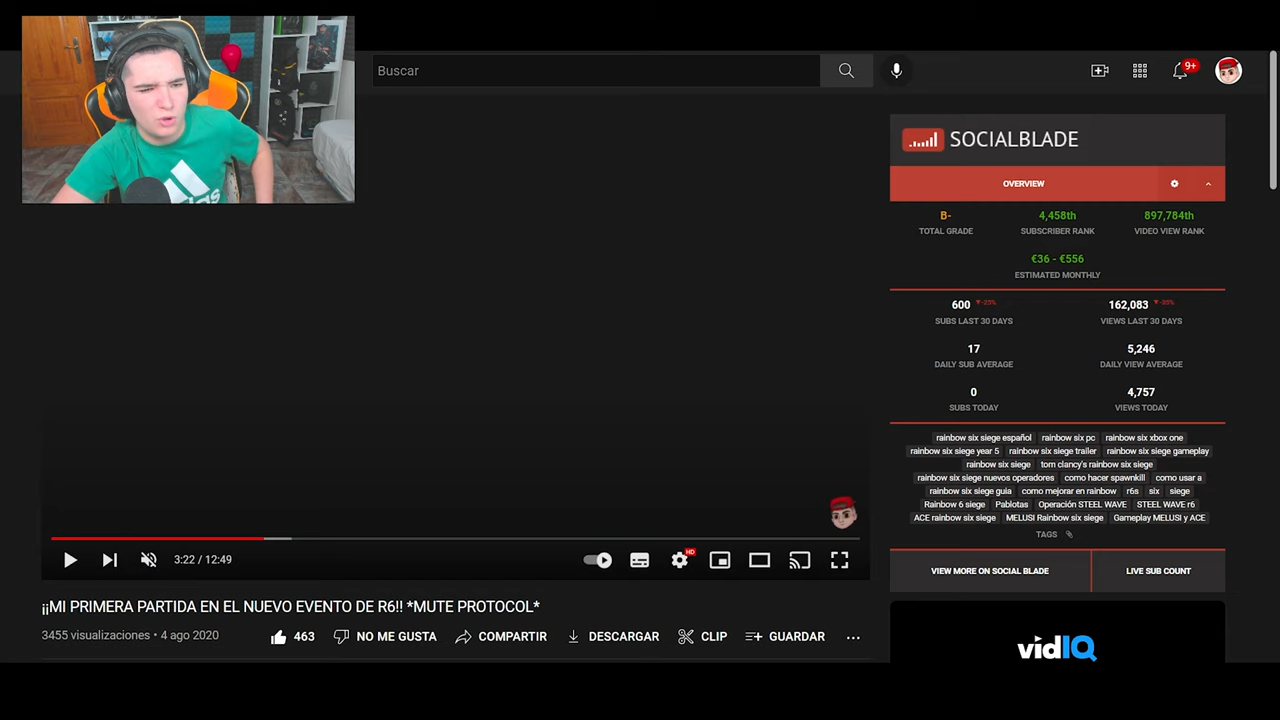 Buscar
9+
SOCIALBLADE
OVERVIEW
B-
4,458th
897,784th
TOTAL GRADE
SUBSCRIBER RANK
VIDEO VIEW RANK
€36 - €556
ESTIMATED MONTHLY
600 ▼-25%
162,083 ▼-35%
SUBS LAST 30 DAYS
VIEWS LAST 30 DAYS
17
5,246
DAILY SUB AVERAGE
DAILY VIEW AVERAGE
0
4,757
SUBS TODAY
VIEWS TODAY
rainbow six siege español rainbow six pc rainbow six xbox one
rainbow six siege year 5 rainbow six siege trailer rainbow six siege gameplay
rainbow six siege tom clancy's rainbow six siege
rainbow six siege nuevos operadores como hacer spawnkill como usar a
rainbow six siege guia como mejorar en rainbow r6s six siege
Rainbow 6 siege Pablotas Operación STEEL WAVE STEEL WAVE r6
ACE rainbow six siege MELUSI Rainbow six siege Gameplay MELUSI y ACE
TAGS
VIEW MORE ON SOCIAL BLADE
LIVE SUB COUNT
vidIQ
3:22 / 12:49
HD
¡¡MI PRIMERA PARTIDA EN EL NUEVO EVENTO DE R6!! *MUTE PROTOCOL*
3455 visualizaciones • 4 ago 2020
463
NO ME GUSTA
COMPARTIR
DESCARGAR
CLIP
GUARDAR